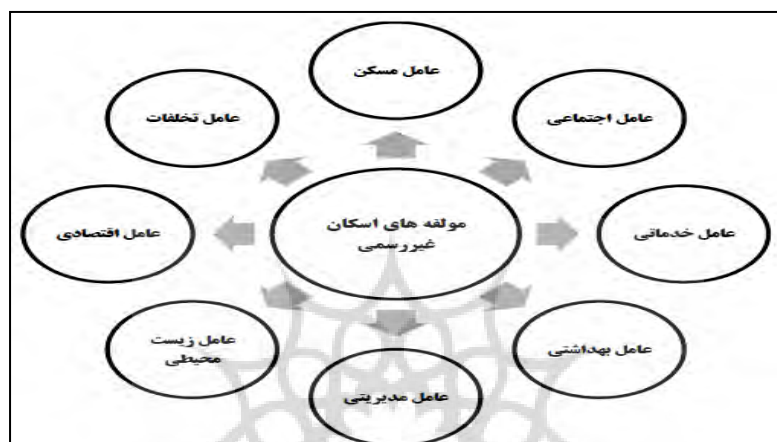 عامل مسکن
عامل اجتماعی
عامل تخلفات
عامل خدماتی
مولفه های اسکان
غیررسمی
عامل اقتصادی
عامل بهداشتی
عامل زیست
محیطی
عامل مدیریتی